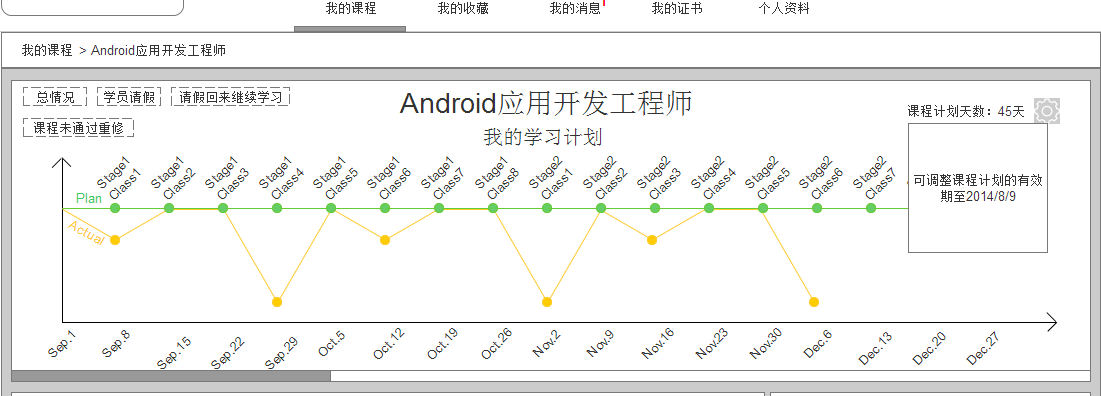 我的课程
我的收藏
我的消息
我的证书
个人资料
我的课程 > Android应用开发工程师
总情况
学员请假
请假回来继续学习
课程未通过重修
Android应用开发工程师
我的学习计划
课程计划天数：45天
可调整课程计划的有效
期至2014/8/9
Stage1
Class1
Stage1
Class2
Stage1
Class3
Stage1
Class4
Stage1
Class5
Stage1
Class6
Stage1
Class7
Stage1
Class8
Stage2
Class1
Stage2
Class2
Stage2
Class3
Stage2
Class4
Stage2
Class5
Stage2
Class6
Stage2
Class7
Plan
Actual
Sep.1
Sep.8
Sep.15
Sep.22
Sep.29
Oct.5
Oct.12
Oct.19
Oct.26
Nov.2
Nov.9
Nov.16
Nov.23
Nov.30
Dec.6
Dec.13
Dec.20
Dec.27